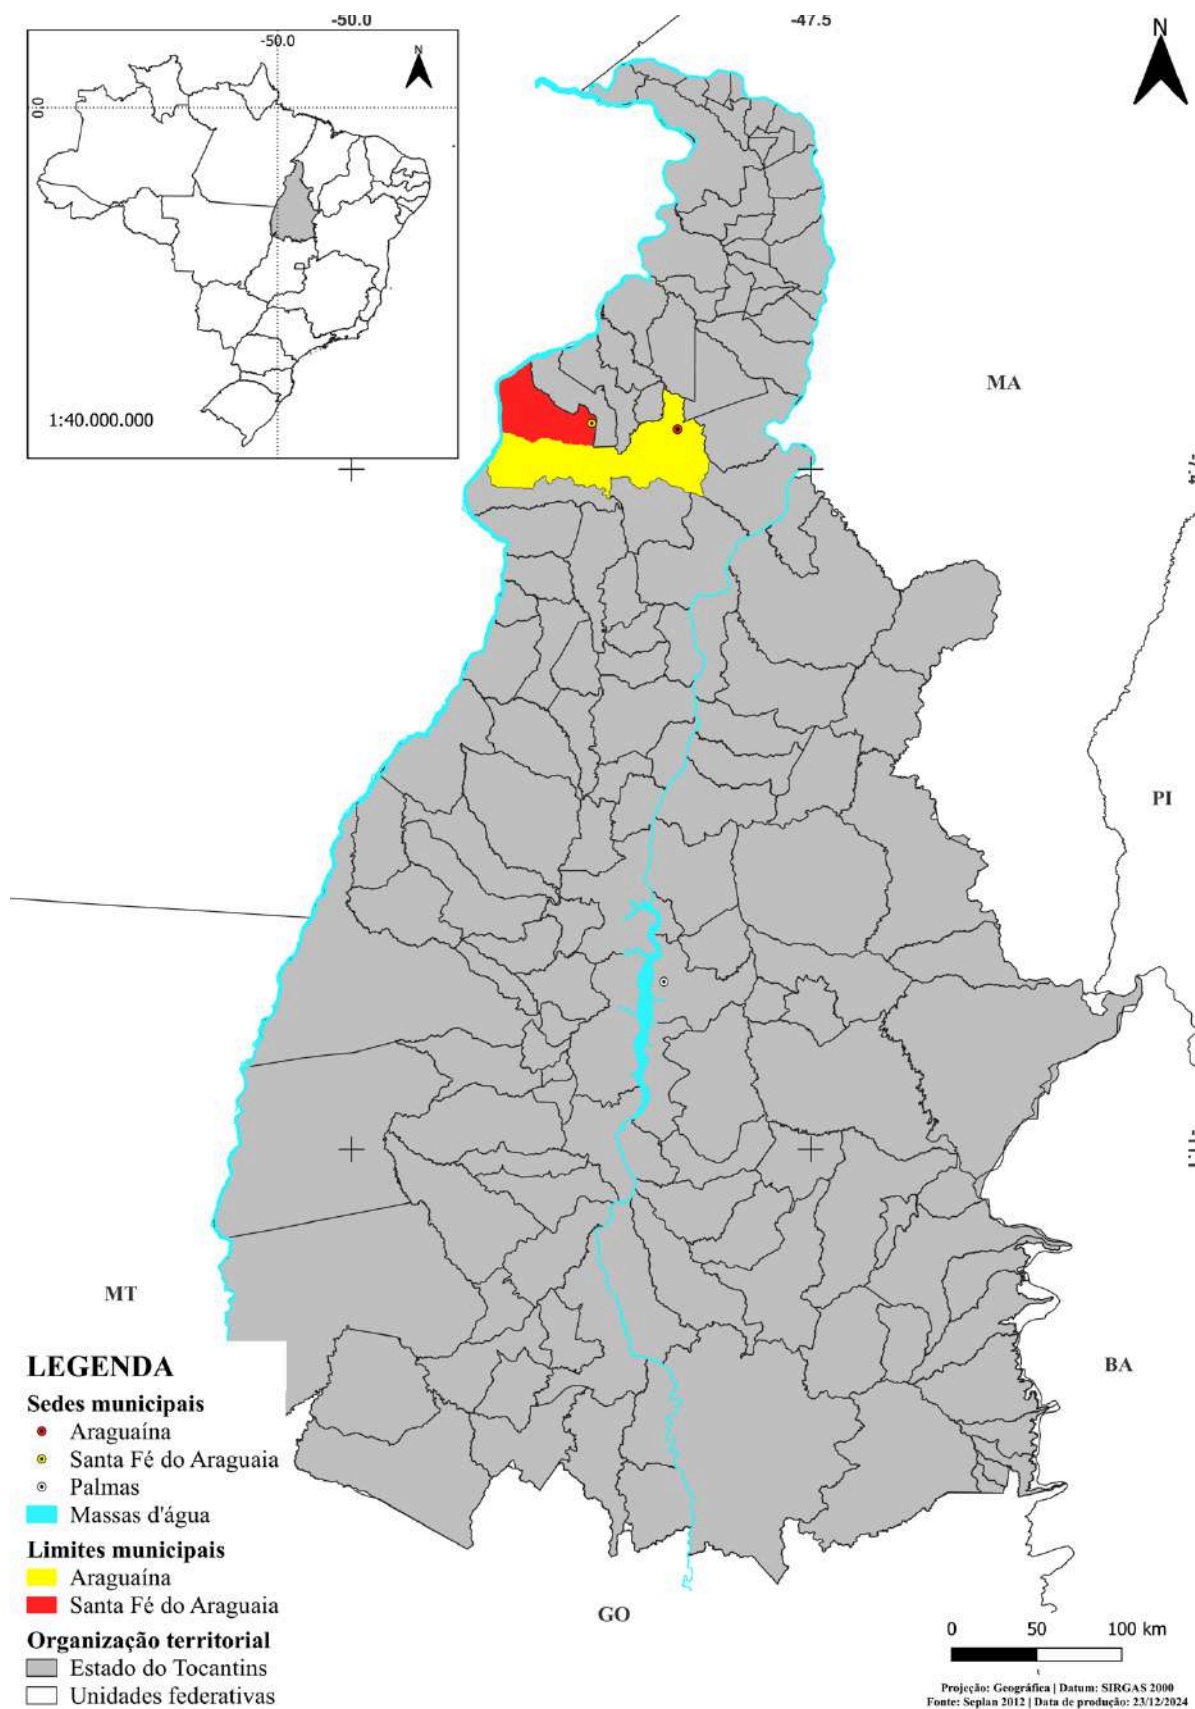 -50.0
-47.5
-50.0
N
N
0.0
1:40.000.000
MA
PI
MT
BA
GO
LEGENDA
Sedes municipais
Araguaína
Santa Fé do Araguaia
Palmas
Massas d'água
Limites municipais
Araguaína
Santa Fé do Araguaia
Organização territorial
Estado do Tocantins
Unidades federativas
0 50 100 km
Projeção: Geográfica | Datum: SIRGAS 2000
Fonte: Seplan 2012 | Data de produção: 23/12/2024